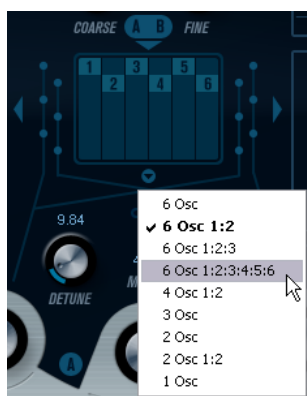 COARSE A B FINE
1 3 5
2 4 6
6 Osc
✓ 6 Osc 1:2
9.84
6 Osc 1:2:3
6 Osc 1:2:3:4:5:6
4 Osc 1:2
DETUNE
3 Osc
2 Osc
A
2 Osc 1:2
1 Osc